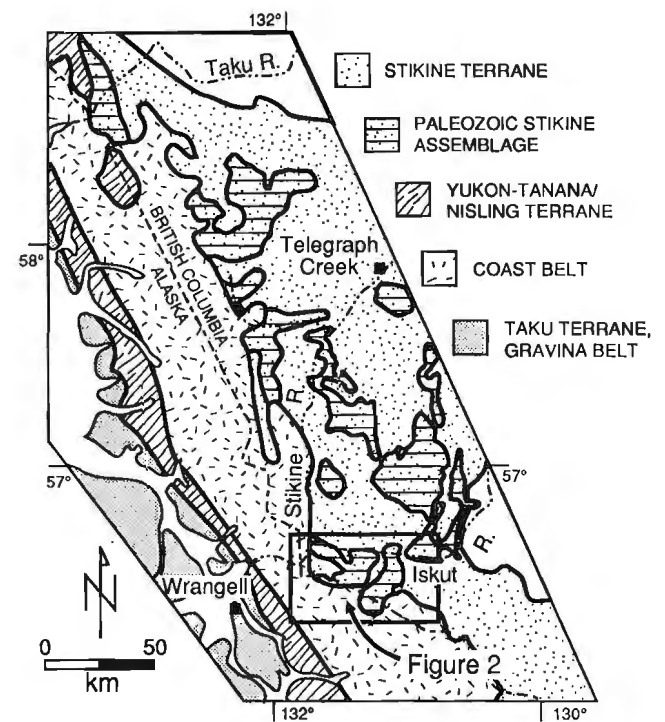 132°
Taku R.
STIKINE TERRANE
PALEOZOIC STIKINE
ASSEMBLAGE
YUKON-TANANA/
NISLING TERRANE
COAST BELT
TAKU TERRANE,
GRAVINA BELT
BRITISH COLUMBIA
ALASKA
Telegraph
Creek
58°
57°
57°
Stikine R.
R.
Iskut
Wrangell
N
0 50
km
Figure 2
132°
130°